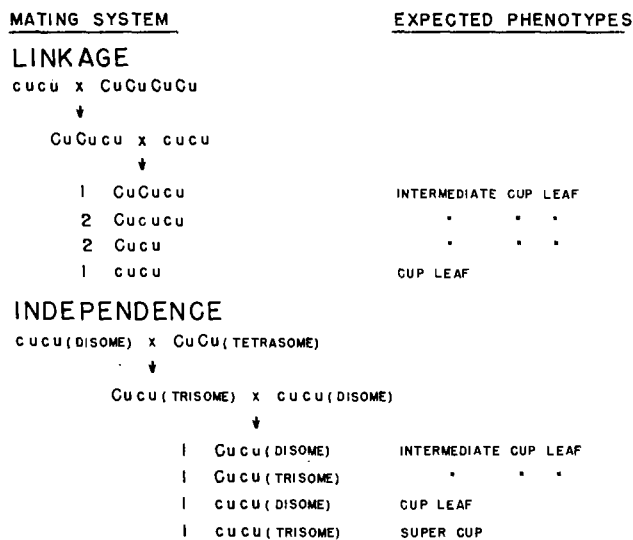 MATING SYSTEM EXPECTED PHENOTYPES
LINKAGE
cucu x CuCuCuCu
↓
CuCucu x cucu
↓
1 CuCucu INTERMEDIATE CUP LEAF
2 Cucucu " " "
2 Cucu " " "
1 cucu CUP LEAF
INDEPENDENCE
cucu (DISOME) x CuCu (TETRASOME)
↓
Cucu (TRISOME) x cucu (DISOME)
↓
1 Cucu (DISOME) INTERMEDIATE CUP LEAF
1 Cucu (TRISOME) " " "
1 cucu (DISOME) CUP LEAF
1 cucu (TRISOME) SUPER CUP